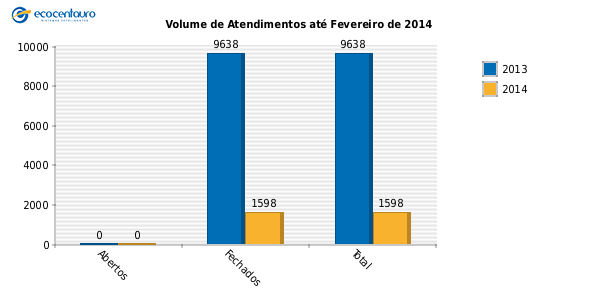 ecocentauro
Volume de Atendimentos até Fevereiro de 2014
10000
8000
6000
4000
2000
0
0
0
9638
1598
9638
1598
Abertos
Fechados
Total
2013
2014